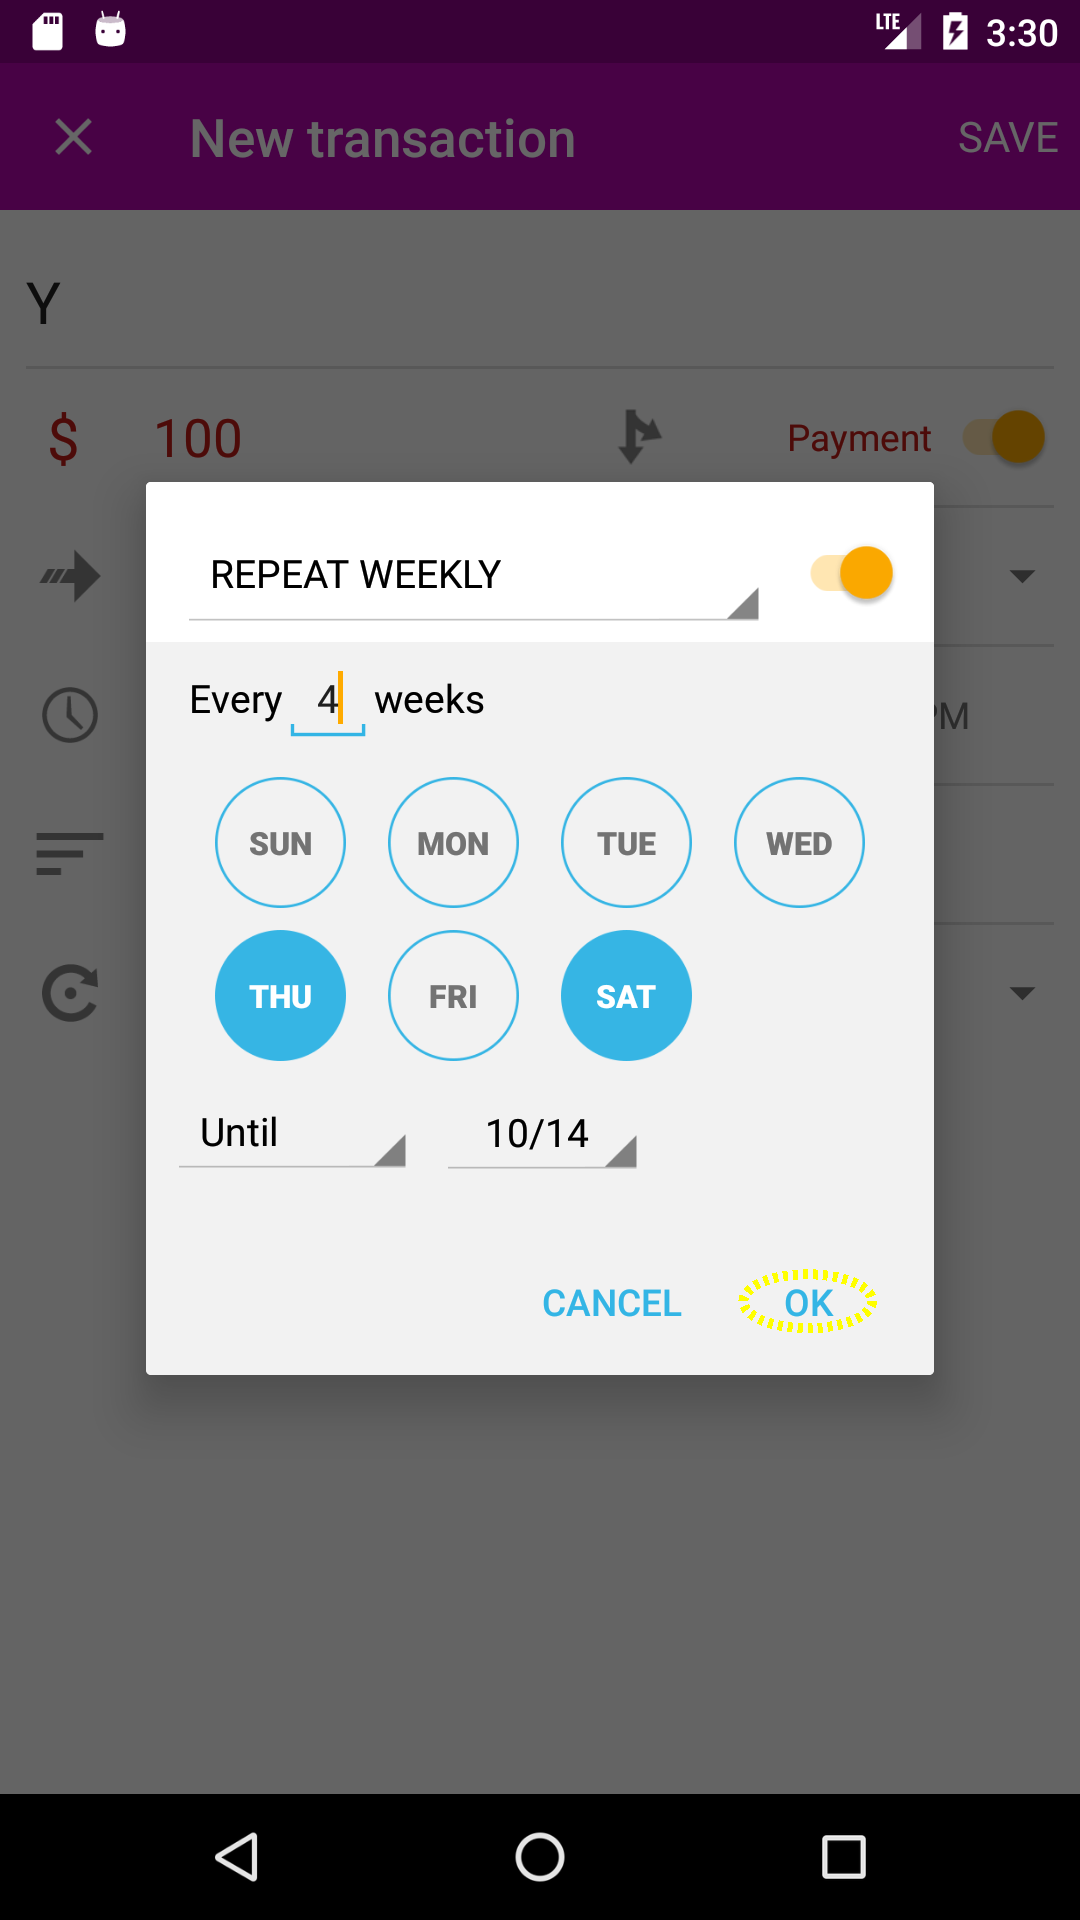 LTE 3:30
New transaction SAVE
Y
$ 100 Payment
REPEAT WEEKLY
Every 4 weeks
PM
SUN MON TUE WED
THU FRI SAT
Until 10/14
CANCEL OK